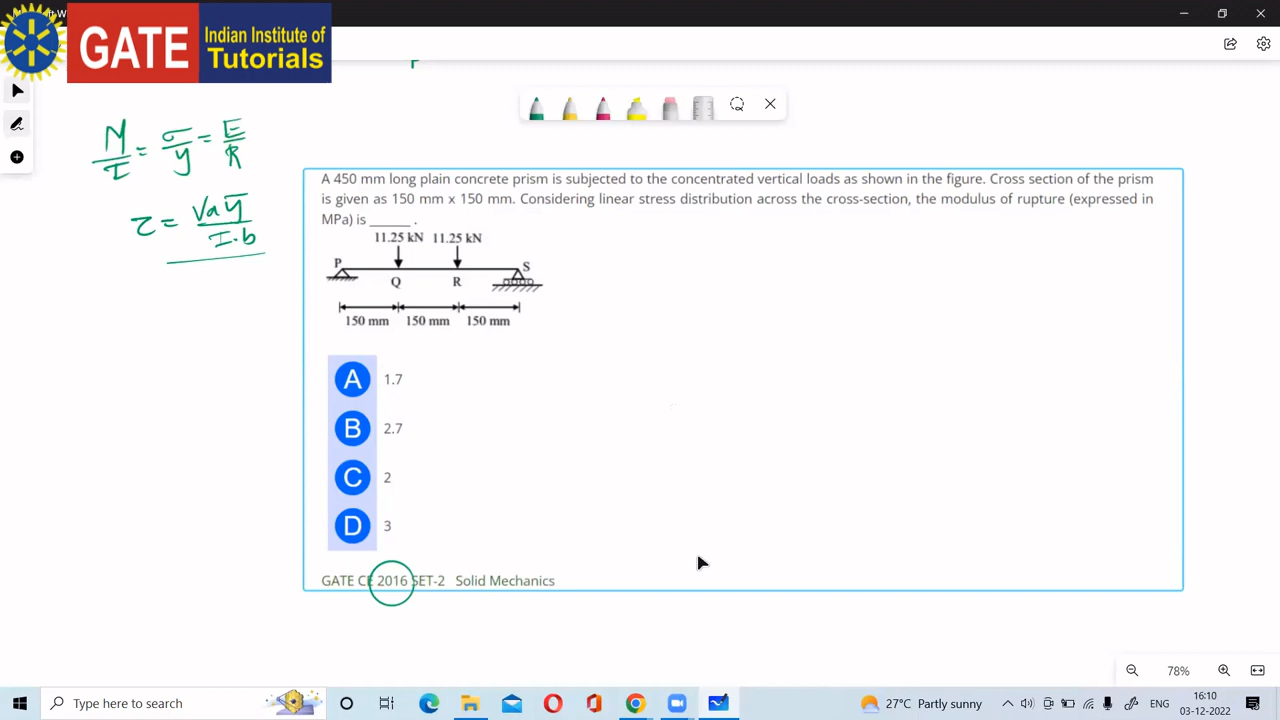 GATE Indian Institute of
Tutorials
M/I = σ/y = E/R
τ = Vaȳ/I·b
A 450 mm long plain concrete prism is subjected to the concentrated vertical loads as shown in the figure. Cross section of the prism
is given as 150 mm x 150 mm. Considering linear stress distribution across the cross-section, the modulus of rupture (expressed in
MPa) is ______ .
11.25 kN 11.25 kN
P S
Q R
150 mm 150 mm 150 mm
A 1.7
B 2.7
C 2
D 3
GATE CE 2016 SET-2 Solid Mechanics
78%
Type here to search
27°C Partly sunny
ENG
16:10
03-12-2022